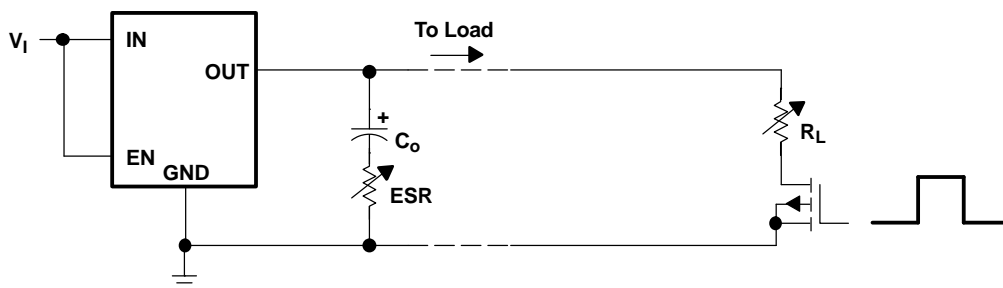 To Load
V_I
IN
OUT
+
C_o
R_L
EN
GND
ESR